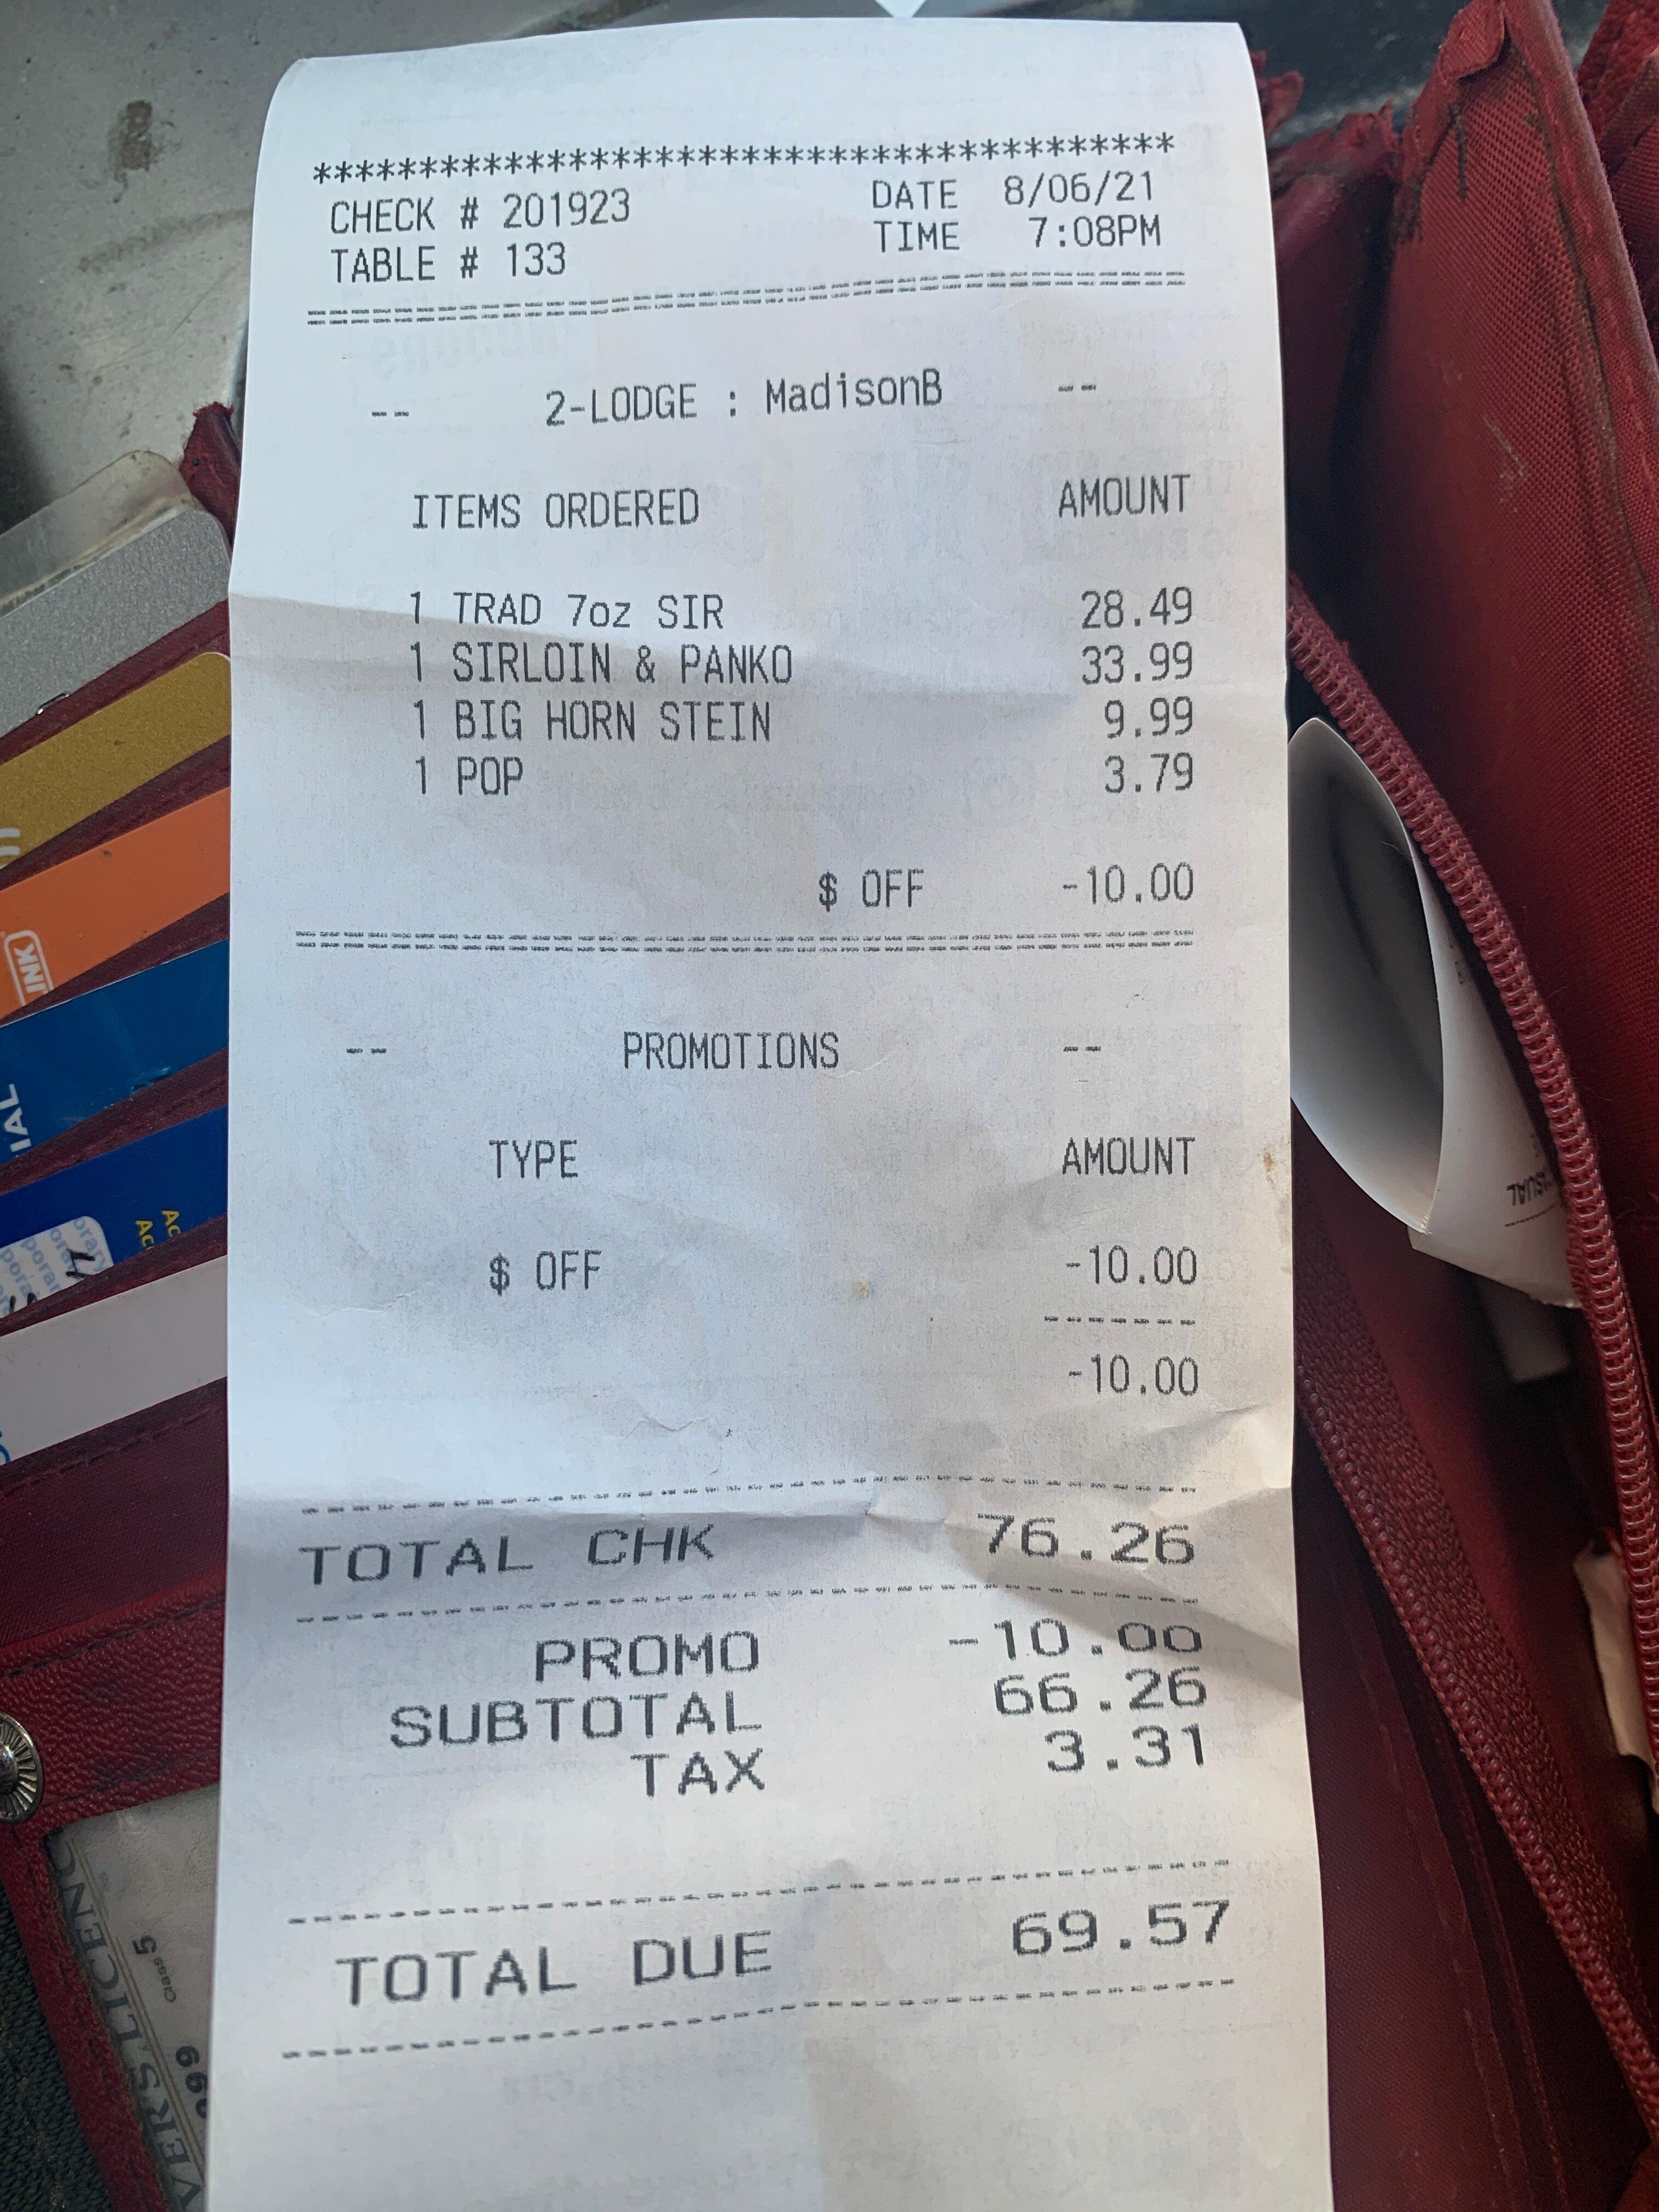 ****************************************
CHECK # 201923 DATE 8/06/21
TABLE # 133 TIME 7:08PM
-- 2-LODGE : MadisonB --
ITEMS ORDERED AMOUNT
1 TRAD 7oz SIR 28.49
1 SIRLOIN & PANKO 33.99
1 BIG HORN STEIN 9.99
1 POP 3.79
$ OFF -10.00
-- PROMOTIONS --
TYPE AMOUNT
$ OFF -10.00
-10.00
TOTAL CHK 76.26
PROMO -10.00
SUBTOTAL 66.26
TAX 3.31
TOTAL DUE 69.57
Class 5